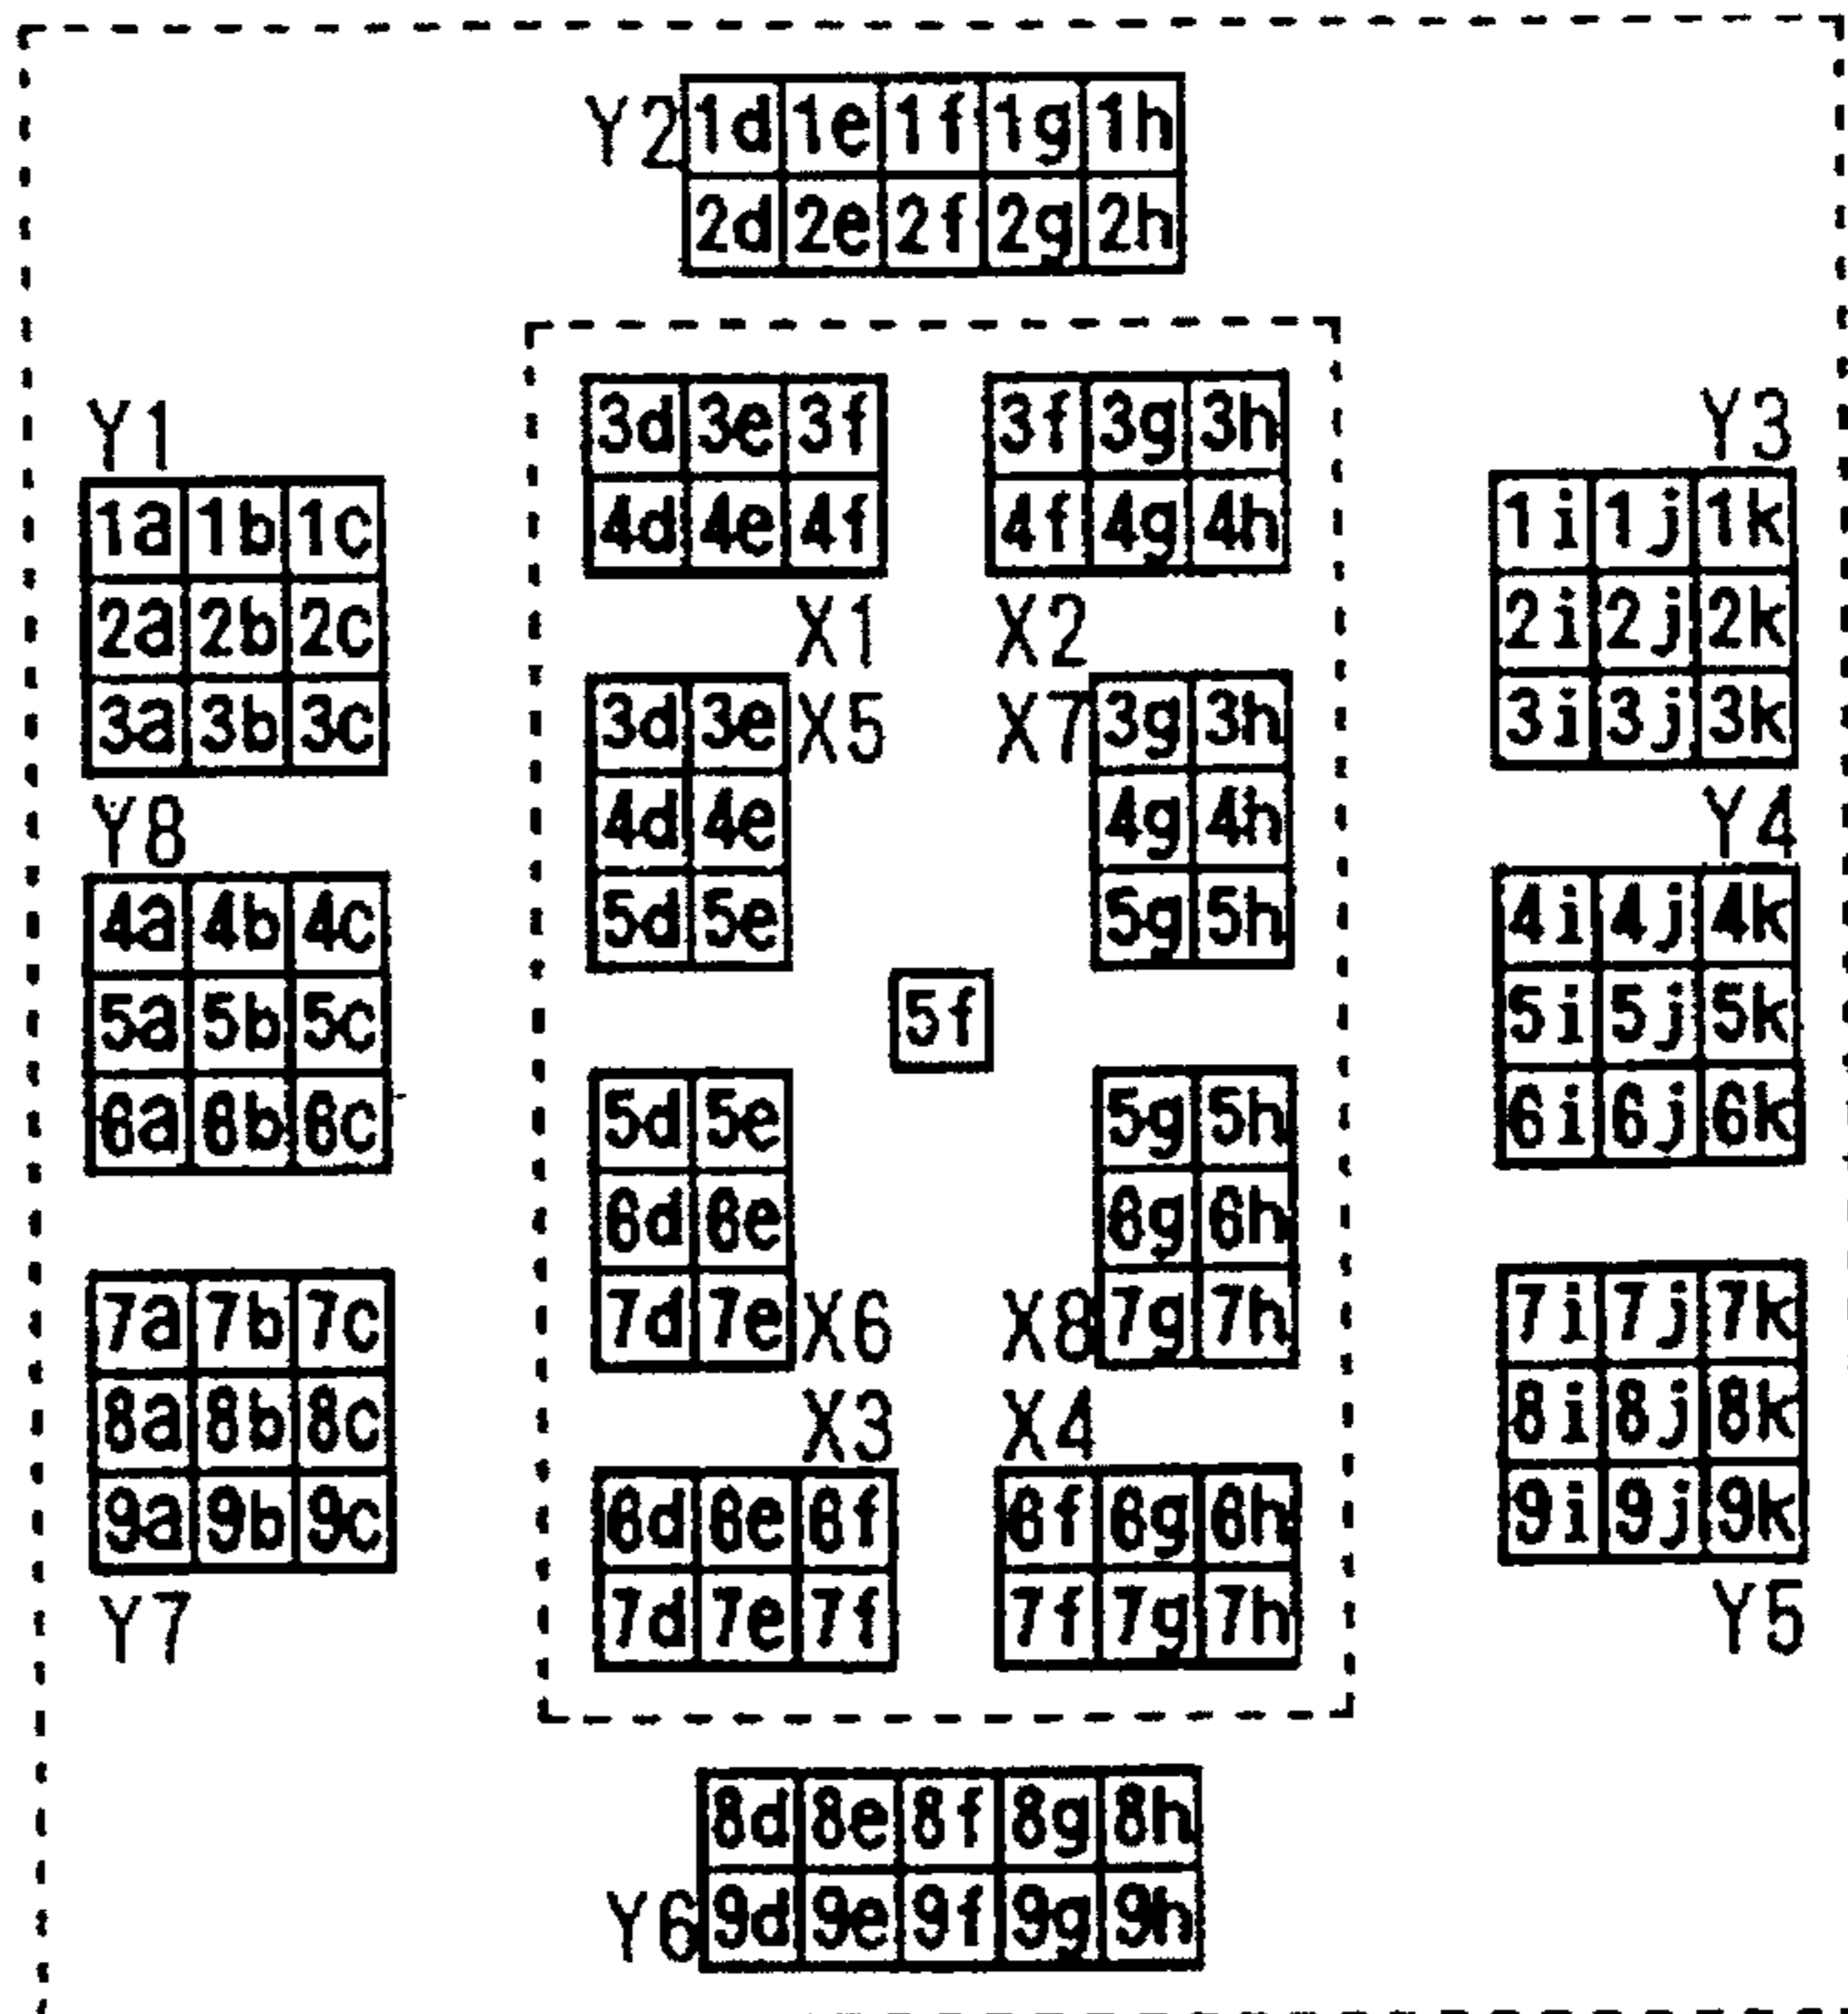 Y2 1d 1e 1f 1g 1h
2d 2e 2f 2g 2h
Y1
1a 1b 1c
2a 2b 2c
3a 3b 3c
Y8
4a 4b 4c
5a 5b 5c
6a 6b 6c
7a 7b 7c
8a 8b 8c
9a 9b 9c
Y7
3d 3e 3f
4d 4e 4f
X1
3f 3g 3h
4f 4g 4h
X2
3d 3e X5
4d 4e
5d 5e
X7 3g 3h
4g 4h
5g 5h
5f
5d 5e
6d 6e
7d 7e X6
5g 5h
6g 6h
X8 7g 7h
X3
6d 6e 6f
7d 7e 7f
X4
6f 6g 6h
7f 7g 7h
Y3
1i 1j 1k
2i 2j 2k
3i 3j 3k
Y4
4i 4j 4k
5i 5j 5k
6i 6j 6k
7i 7j 7k
8i 8j 8k
9i 9j 9k
Y5
8d 8e 8f 8g 8h
Y6 9d 9e 9f 9g 9h